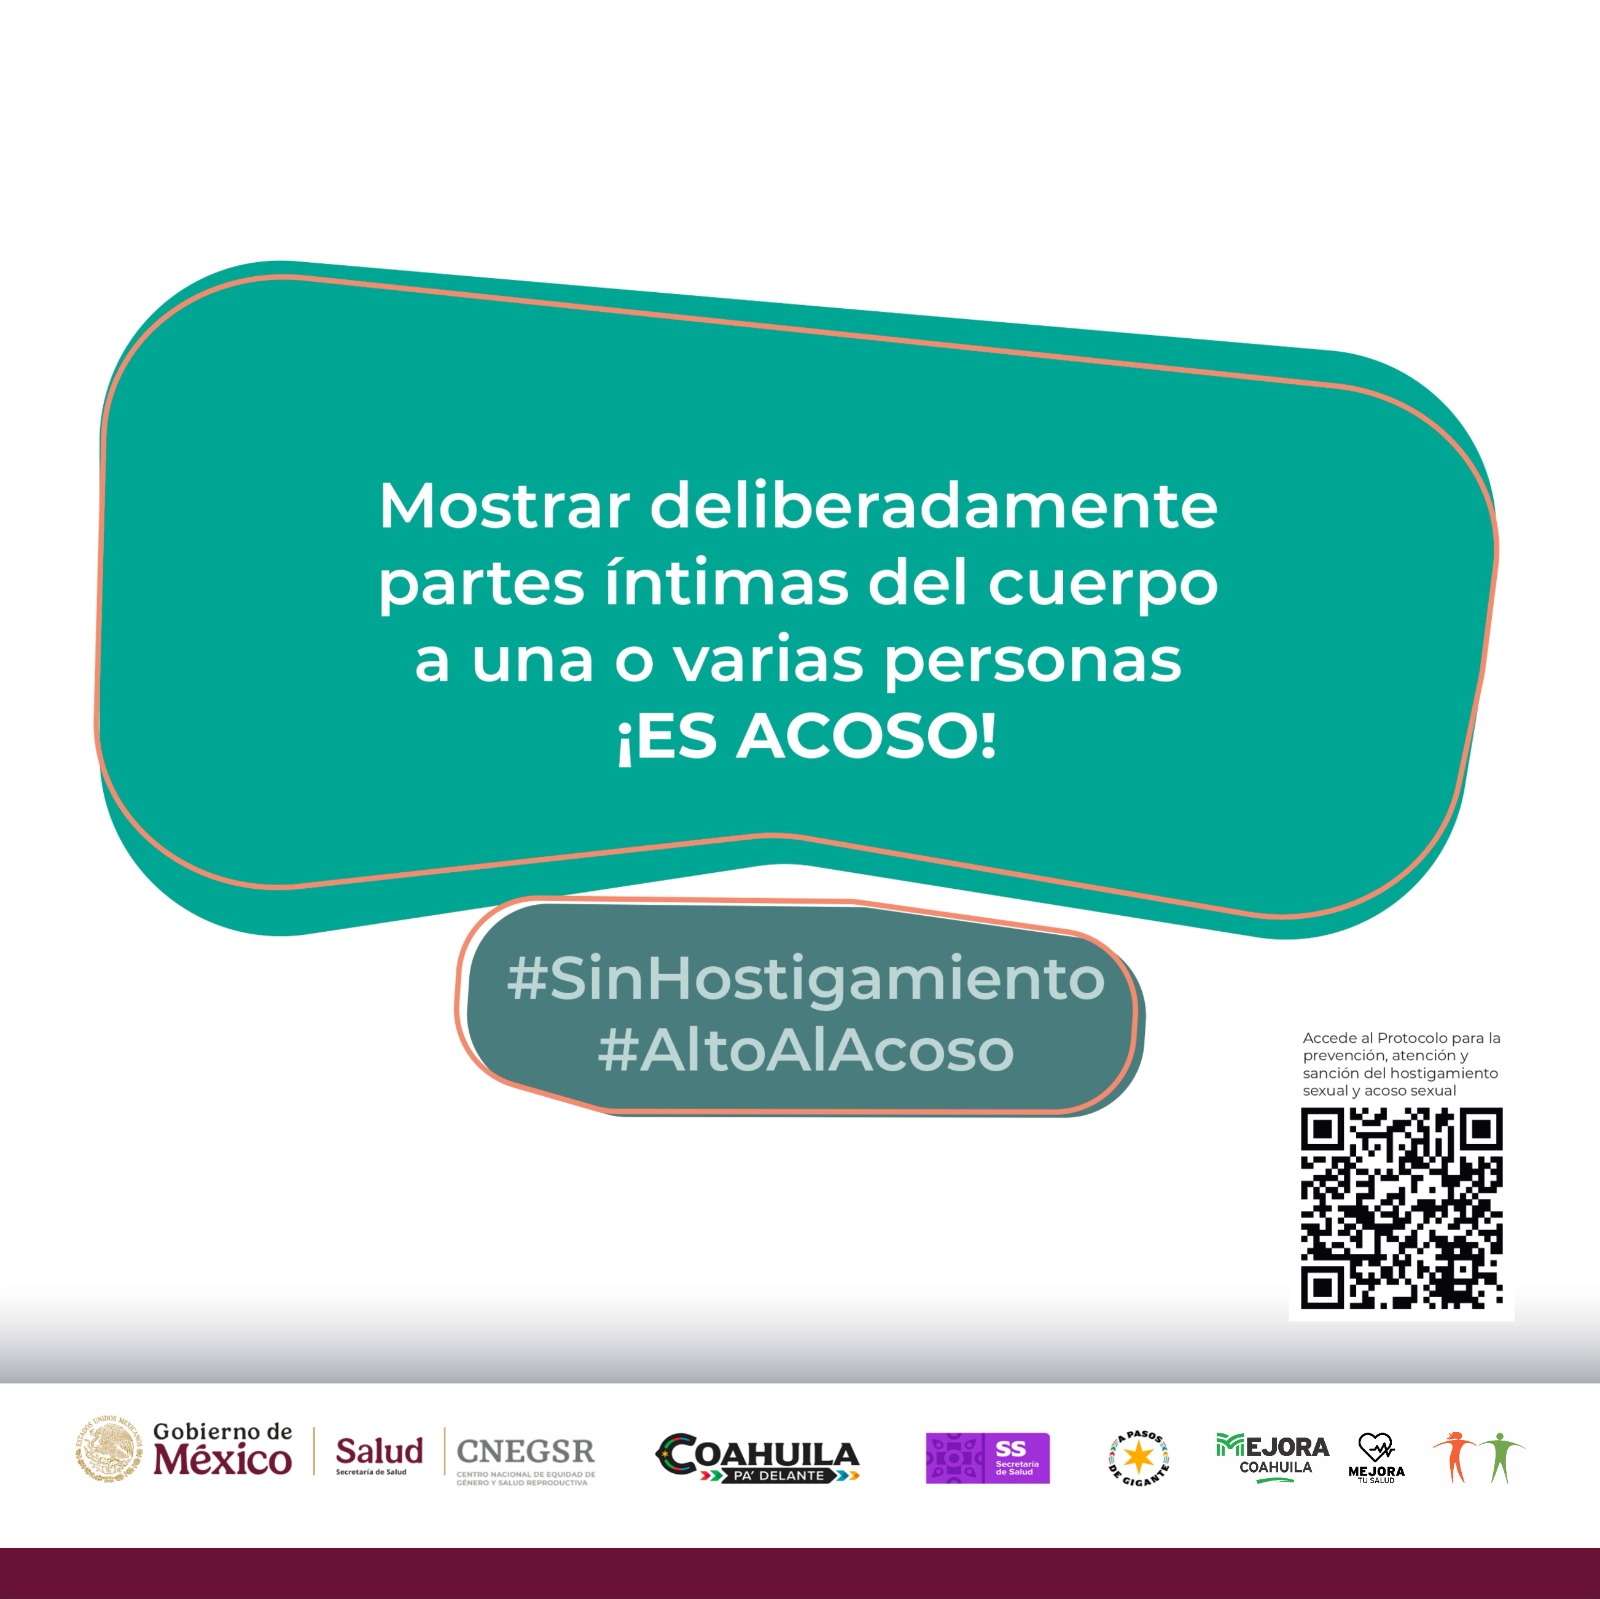 Mostrar deliberadamente
partes íntimas del cuerpo
a una o varias personas
¡ES ACOSO!
#SinHostigamiento
#AltoAlAcoso
Accede al Protocolo para la
prevención, atención y
sanción del hostigamiento
sexual y acoso sexual
ESTADOS UNIDOS MEXICANOS
Gobierno de
México
Salud
Secretaría de Salud
CNEGSR
CENTRO NACIONAL DE EQUIDAD DE
GÉNERO Y SALUD REPRODUCTIVA
COAHUILA
PA' DELANTE
SS
Secretaría
de Salud
A PASOS
DE GIGANTE
MEJORA
COAHUILA
MEJORA
TU SALUD